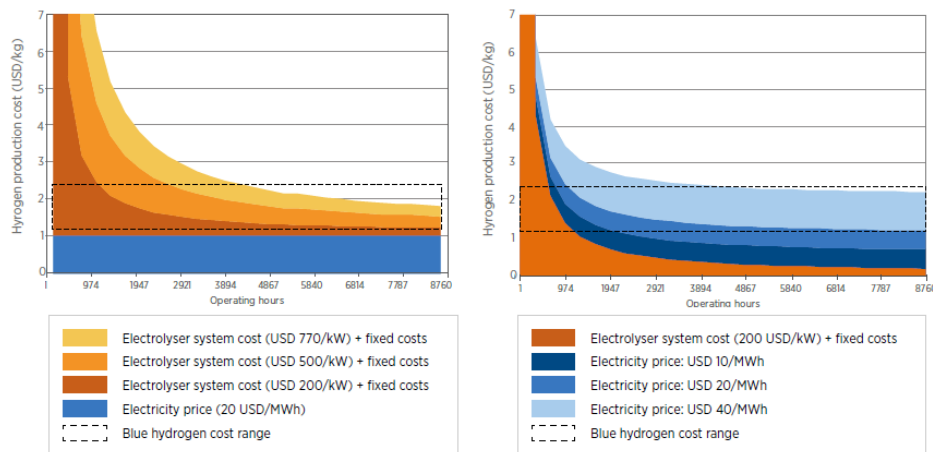 Hyrogen production cost (USD/kg)
7
6
5
4
3
2
1
0
1 974 1947 2921 3894 4867 5840 6814 7787 8760
Operating hours
Electrolyser system cost (USD 770/kW) + fixed costs
Electrolyser system cost (USD 500/kW) + fixed costs
Electrolyser system cost (USD 200/kW) + fixed costs
Electricity price (20 USD/MWh)
Blue hydrogen cost range
Hydrogen production cost (USD/kg)
7
6
5
4
3
2
1
0
1 974 1947 2921 3894 4867 5840 6814 7787 8760
Operating hours
Electrolyser system cost (200 USD/kW) + fixed costs
Electricity price: USD 10/MWh
Electricity price: USD 20/MWh
Electricity price: USD 40/MWh
Blue hydrogen cost range